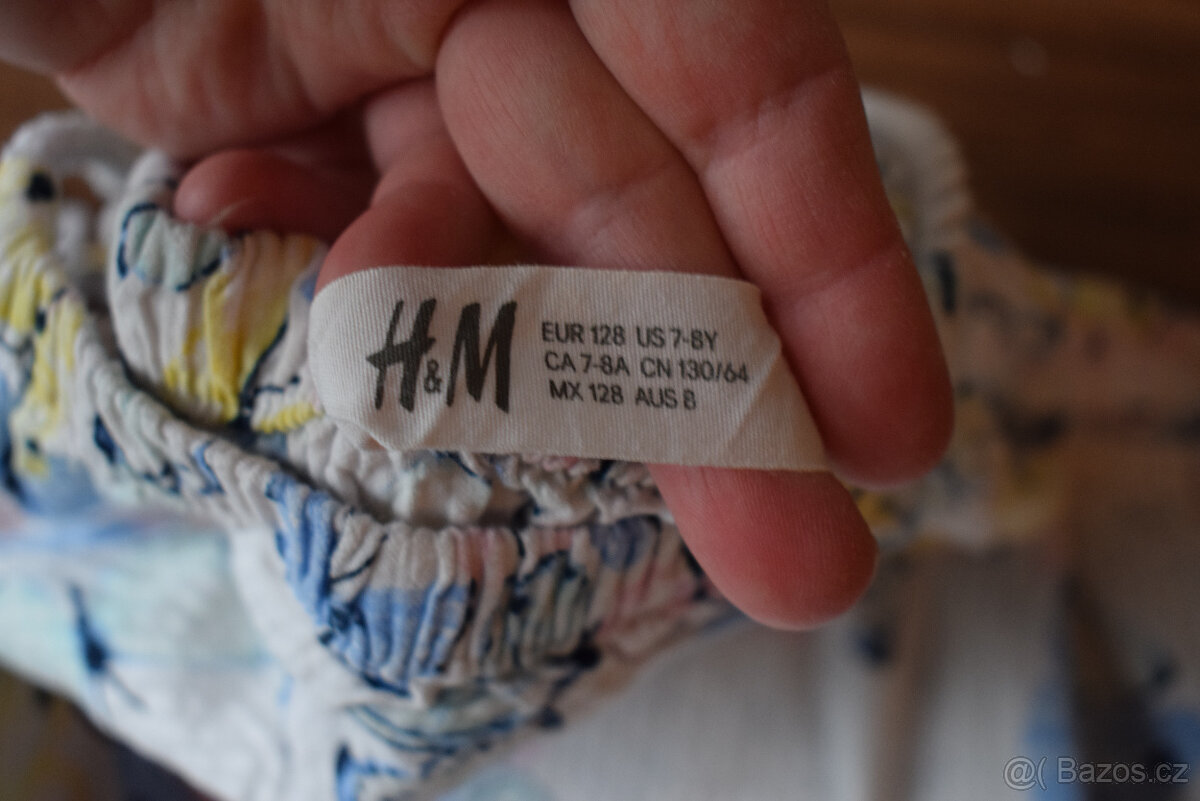 H&M
EUR 128 US 7-8Y
CA 7-8A CN 130/64
MX 128 AUS 8
@( Bazos.cz